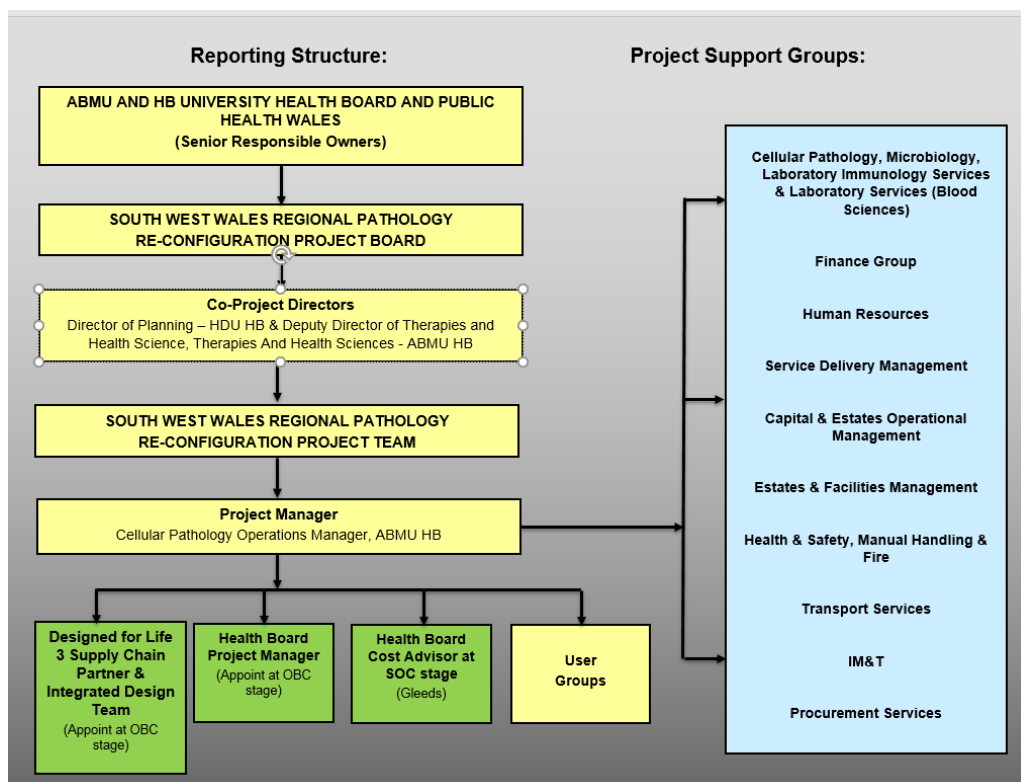 Reporting Structure:
ABMU AND HB UNIVERSITY HEALTH BOARD AND PUBLIC
HEALTH WALES
(Senior Responsible Owners)
SOUTH WEST WALES REGIONAL PATHOLOGY
RE-CONFIGURATION PROJECT BOARD
Co-Project Directors
Director of Planning – HDU HB & Deputy Director of Therapies and
Health Science, Therapies And Health Sciences - ABMU HB
SOUTH WEST WALES REGIONAL PATHOLOGY
RE-CONFIGURATION PROJECT TEAM
Project Manager
Cellular Pathology Operations Manager, ABMU HB
Designed for Life
3 Supply Chain
Partner &
Integrated Design
Team
(Appoint at OBC
stage)
Health Board
Project Manager
(Appoint at OBC
stage)
Health Board
Cost Advisor at
SOC stage
(Gleeds)
User
Groups
Project Support Groups:
Cellular Pathology, Microbiology,
Laboratory Immunology Services
& Laboratory Services (Blood
Sciences)
Finance Group
Human Resources
Service Delivery Management
Capital & Estates Operational
Management
Estates & Facilities Management
Health & Safety, Manual Handling &
Fire
Transport Services
IM&T
Procurement Services